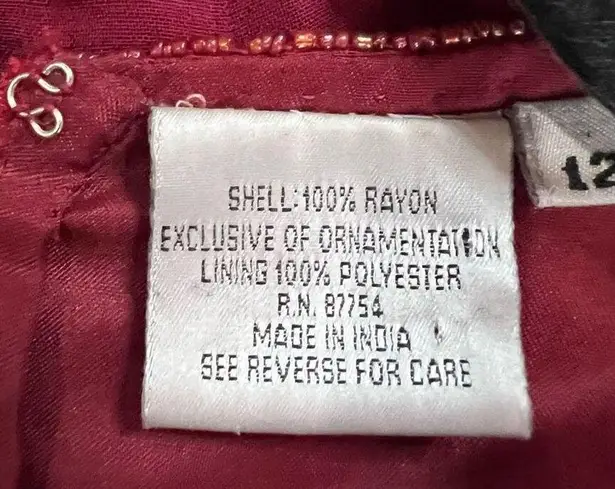 SHELL:100% RAYON
EXCLUSIVE OF ORNAMENTATION
LINING 100% POLYESTER
R.N. 87754
MADE IN INDIA
SEE REVERSE FOR CARE
12